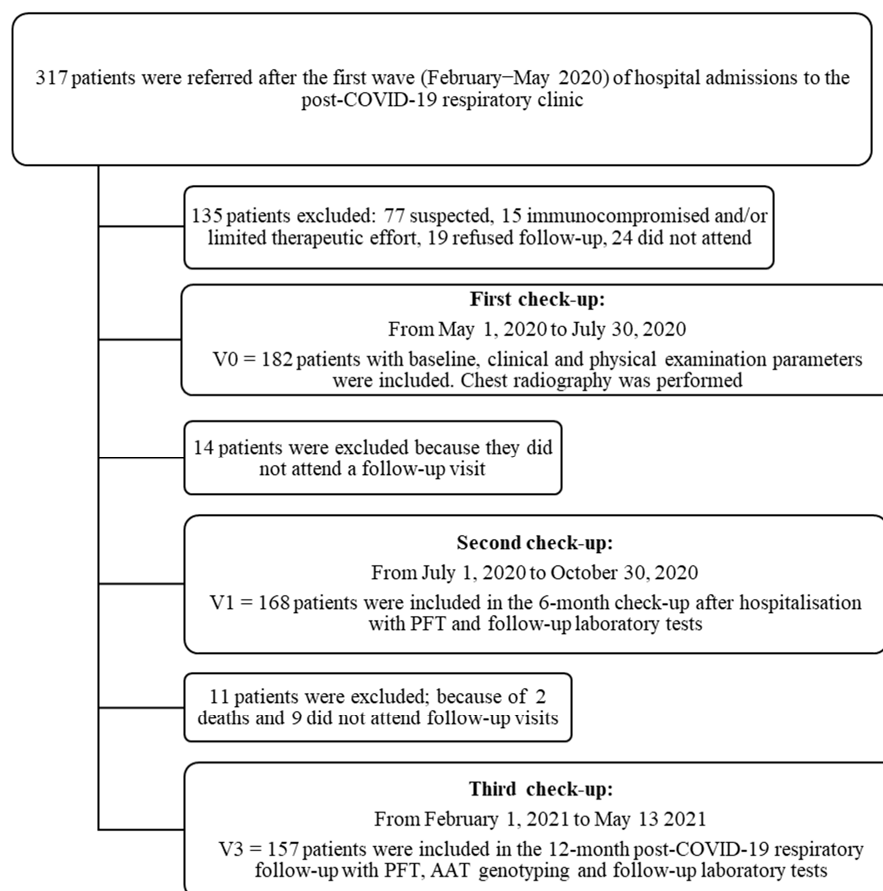 317 patients were referred after the first wave (February−May 2020) of hospital admissions to the
post-COVID-19 respiratory clinic
135 patients excluded: 77 suspected, 15 immunocompromised and/or
limited therapeutic effort, 19 refused follow-up, 24 did not attend
First check-up:
From May 1, 2020 to July 30, 2020
V0 = 182 patients with baseline, clinical and physical examination parameters
were included. Chest radiography was performed
14 patients were excluded because they did
not attend a follow-up visit
Second check-up:
From July 1, 2020 to October 30, 2020
V1 = 168 patients were included in the 6-month check-up after hospitalisation
with PFT and follow-up laboratory tests
11 patients were excluded; because of 2
deaths and 9 did not attend follow-up visits
Third check-up:
From February 1, 2021 to May 13 2021
V3 = 157 patients were included in the 12-month post-COVID-19 respiratory
follow-up with PFT, AAT genotyping and follow-up laboratory tests